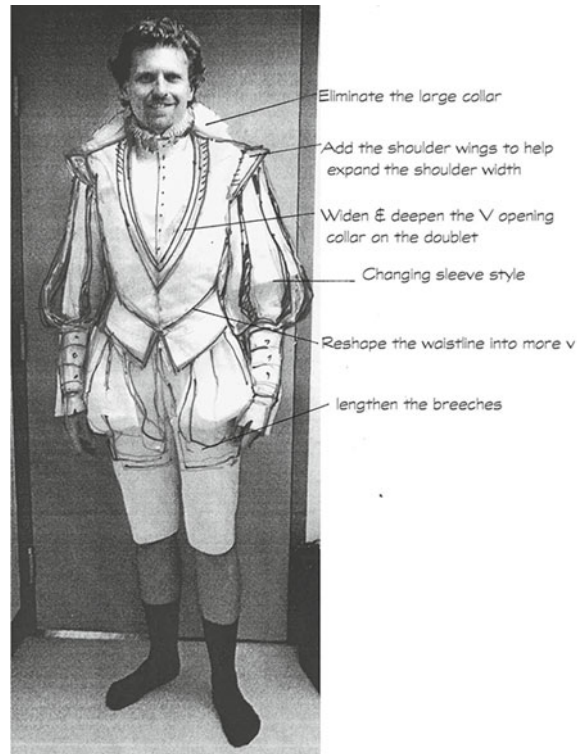 Eliminate the large collar
Add the shoulder wings to help
expand the shoulder width
Widen & deepen the V opening
collar on the doublet
Changing sleeve style
Reshape the waistline into more v
lengthen the breeches